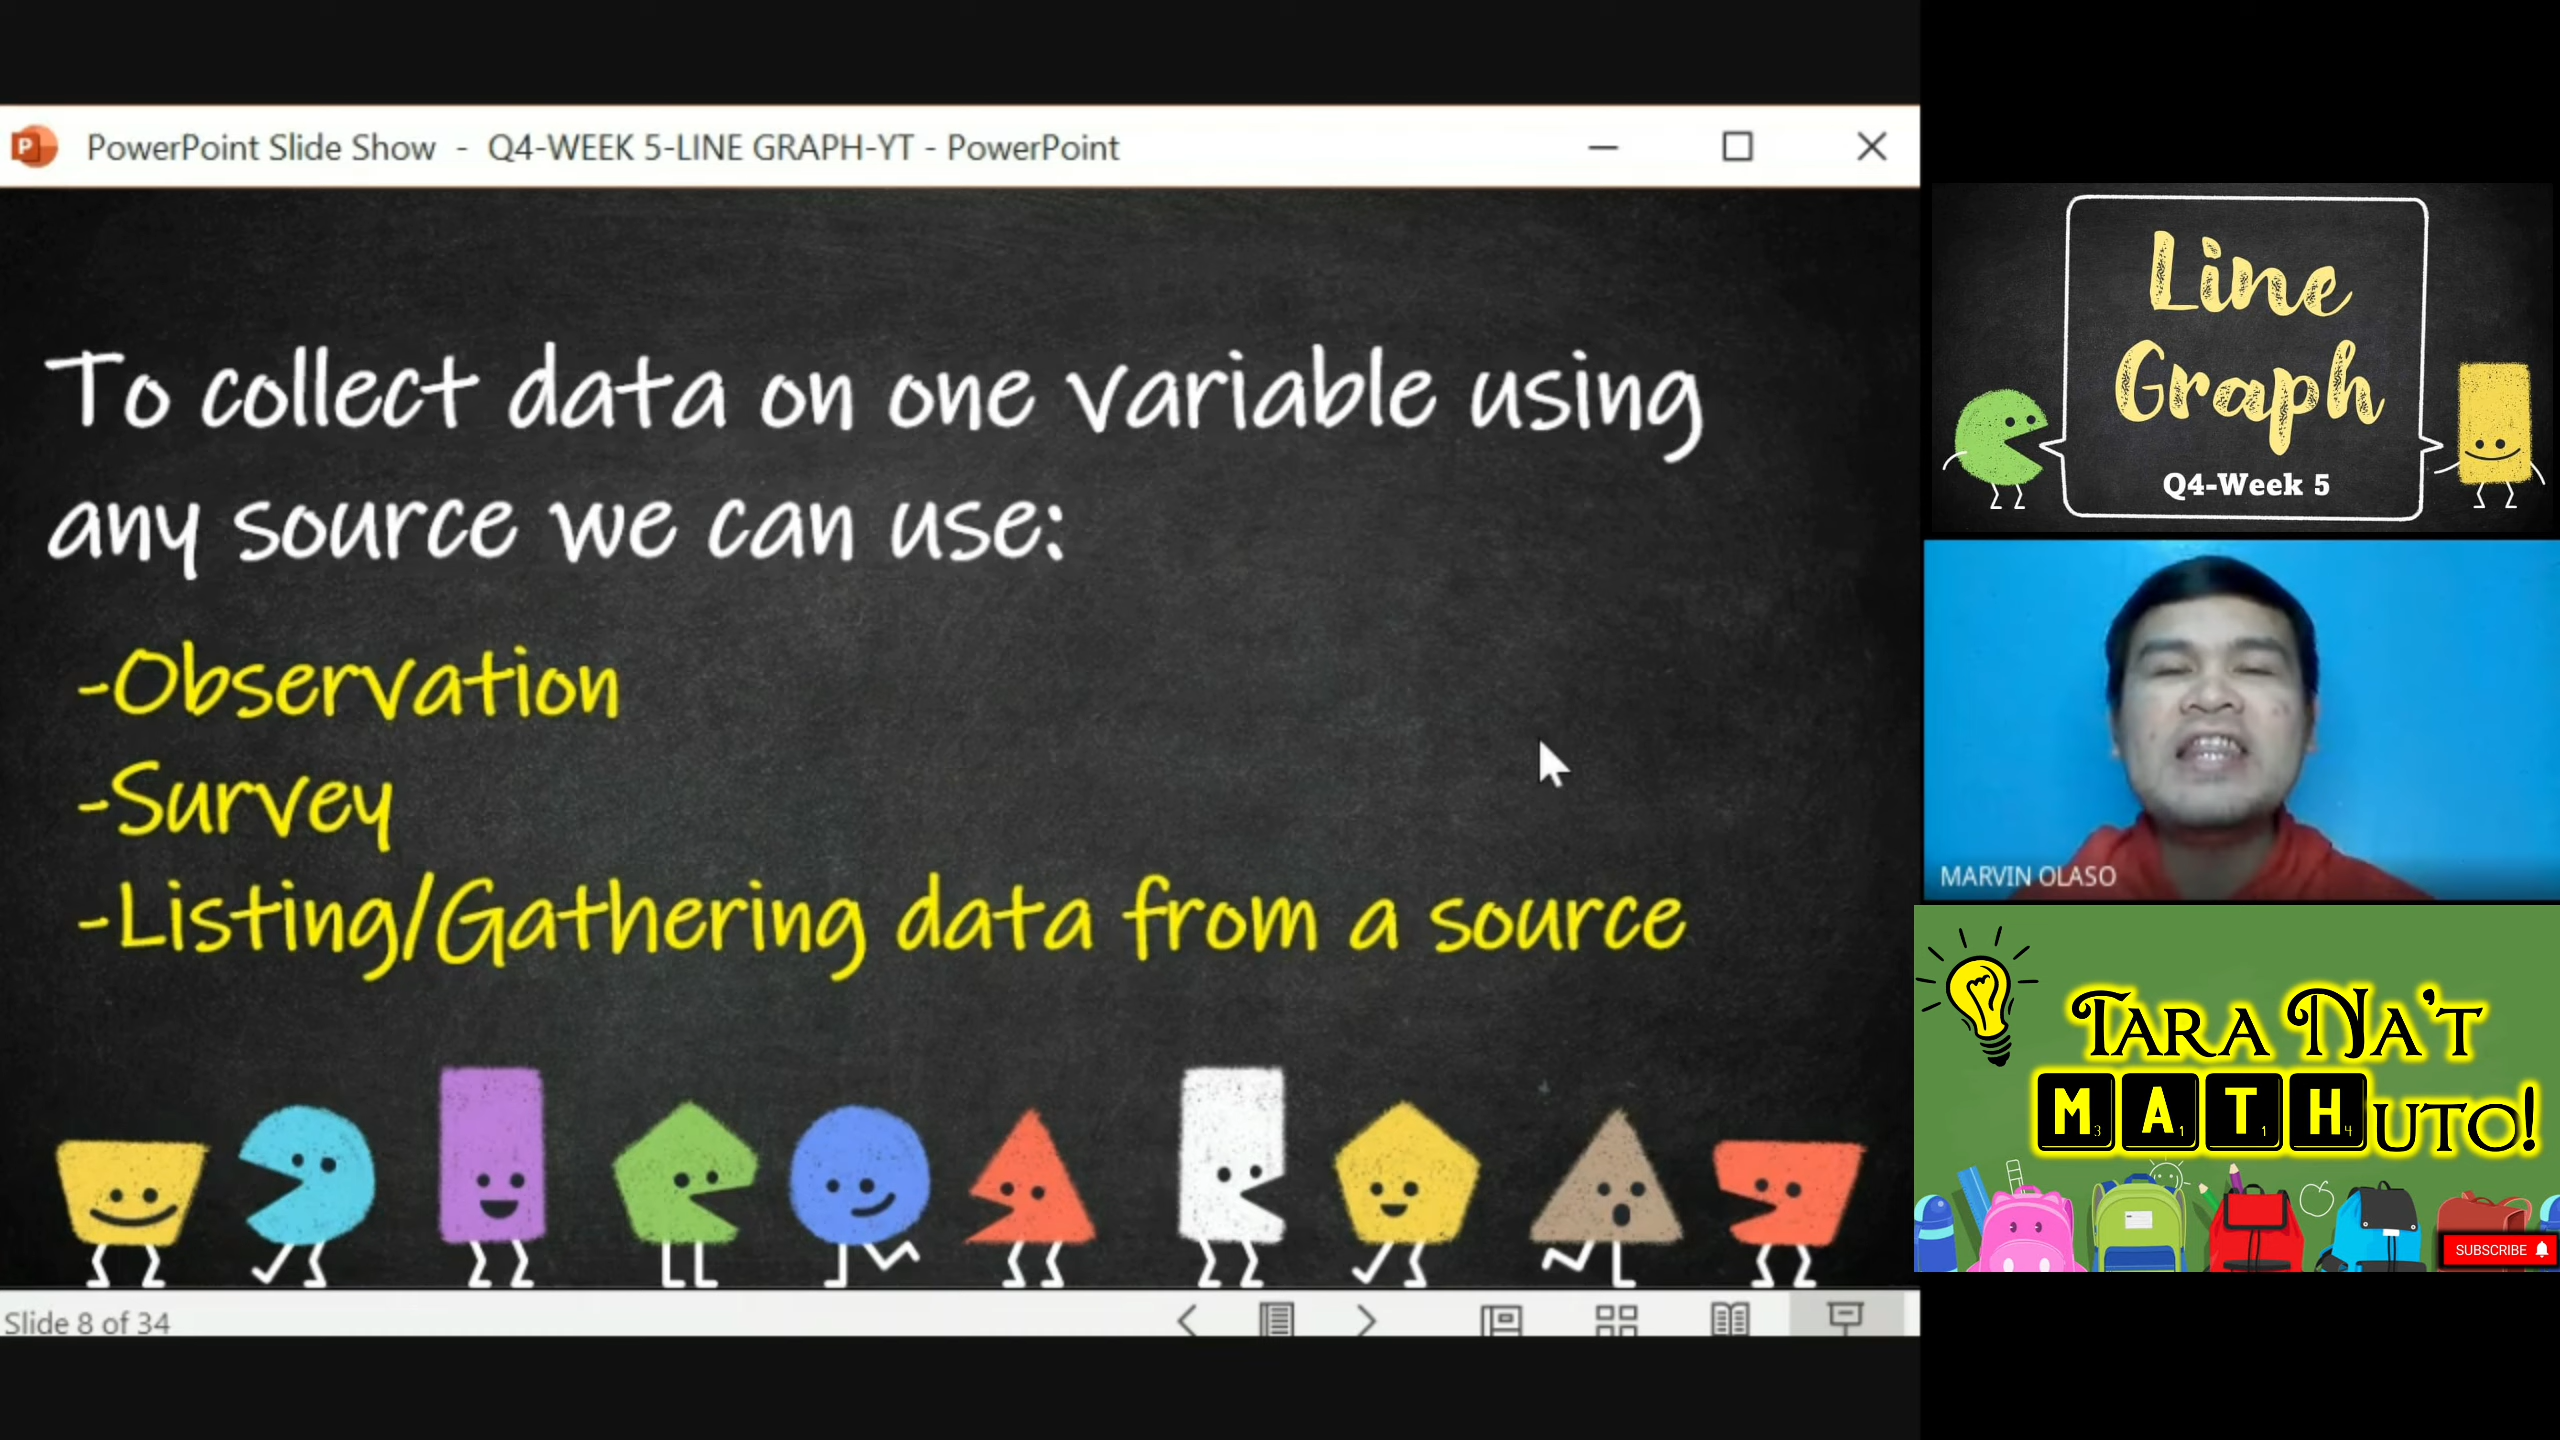 PowerPoint Slide Show - Q4-WEEK 5-LINE GRAPH-YT - PowerPoint
To collect data on one variable using
any source we can use:
-Observation
-Survey
-Listing/Gathering data from a source
Slide 8 of 34
Line
Graph
Q4-Week 5
MARVIN OLASO
TARA NA'T
MATHUTO!
SUBSCRIBE